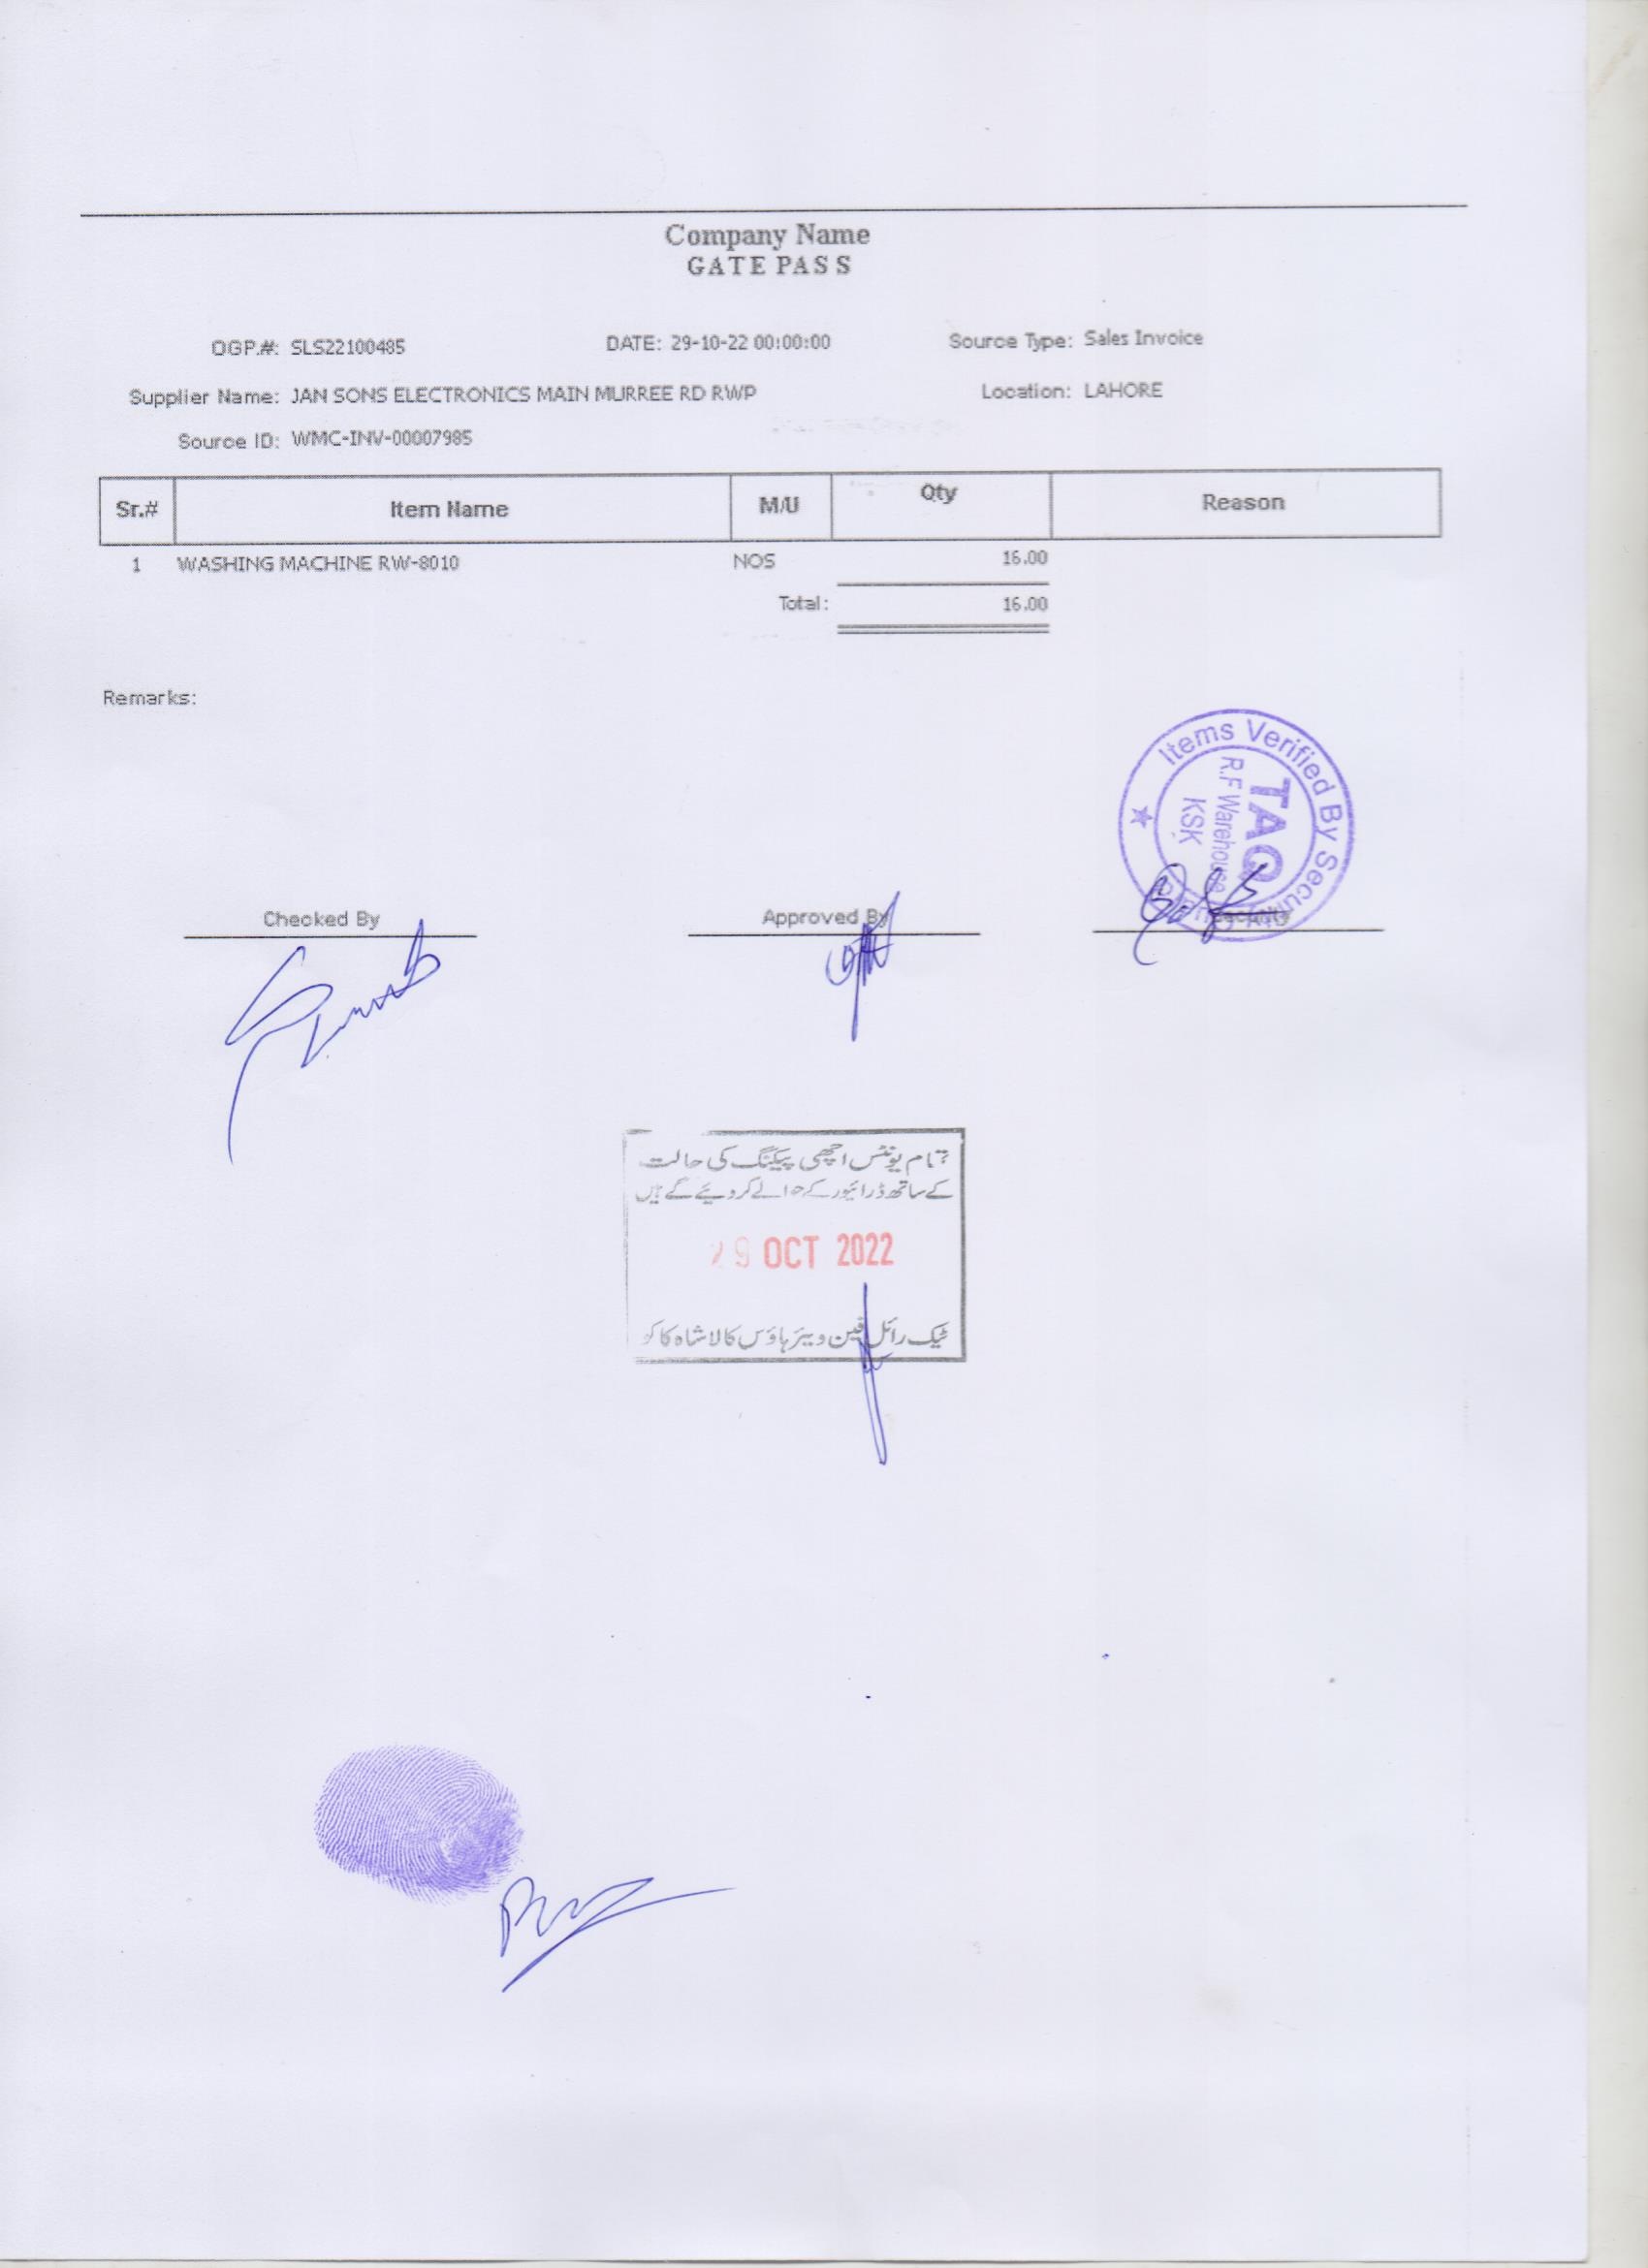 Company Name
GATE PASS
OGP.#: SLS22100485 DATE: 29-10-22 00:00:00 Source Type: Sales Invoice
Supplier Name: JAN SONS ELECTRONICS MAIN MURREE RD RWP Location: LAHORE
Source ID: WMC-INV-00007985
Sr.# Item Name M/U Qty Reason
1 WASHING MACHINE RW-8010 NOS 16.00
Total: 16.00
Remarks:
Items Verified By Security
TAG
R.F Warehouse
KSK
Checked By Approved By Security
تمام یونٹس اچھی پیکنگ کی حالت
کے ساتھ ڈرائیور کے حوالے کر دیئے گے ہیں
29 OCT 2022
ٹیک رائل فین ویئر ہاؤس کالا شاہ کاکو